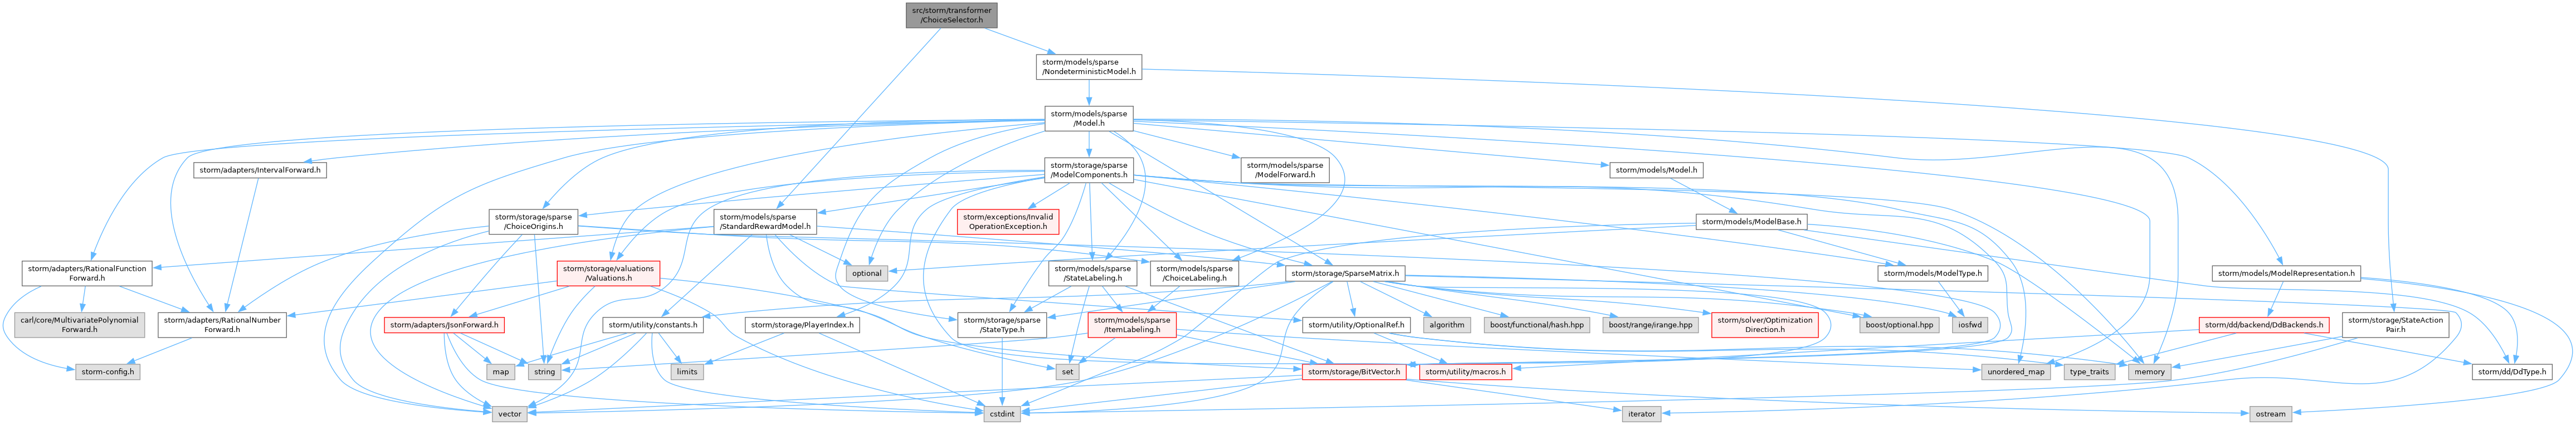 src/storm/transformer
/ChoiceSelector.h
storm/models/sparse
/NondeterministicModel.h
storm/models/sparse
/Model.h
storm/adapters/IntervalForward.h
storm/storage/sparse
/ModelComponents.h
storm/models/sparse
/ModelForward.h
storm/models/Model.h
storm/storage/sparse
/ChoiceOrigins.h
storm/models/sparse
/StandardRewardModel.h
storm/exceptions/Invalid
OperationException.h
storm/models/ModelBase.h
storm/adapters/RationalFunction
Forward.h
storm/storage/valuations
/Valuations.h
optional
storm/models/sparse
/StateLabeling.h
storm/models/sparse
/ChoiceLabeling.h
storm/storage/SparseMatrix.h
storm/models/ModelType.h
storm/models/ModelRepresentation.h
carl/core/MultivariatePolynomial
Forward.h
storm/adapters/RationalNumber
Forward.h
storm/adapters/JsonForward.h
storm/utility/constants.h
storm/storage/PlayerIndex.h
storm/storage/sparse
/StateType.h
storm/models/sparse
/ItemLabeling.h
storm/utility/OptionalRef.h
algorithm
boost/functional/hash.hpp
boost/range/irange.hpp
storm/solver/Optimization
Direction.h
boost/optional.hpp
iosfwd
storm/dd/backend/DdBackends.h
storm/storage/StateAction
Pair.h
storm-config.h
map
string
limits
set
storm/storage/BitVector.h
storm/utility/macros.h
unordered_map
type_traits
memory
storm/dd/DdType.h
vector
cstdint
iterator
ostream